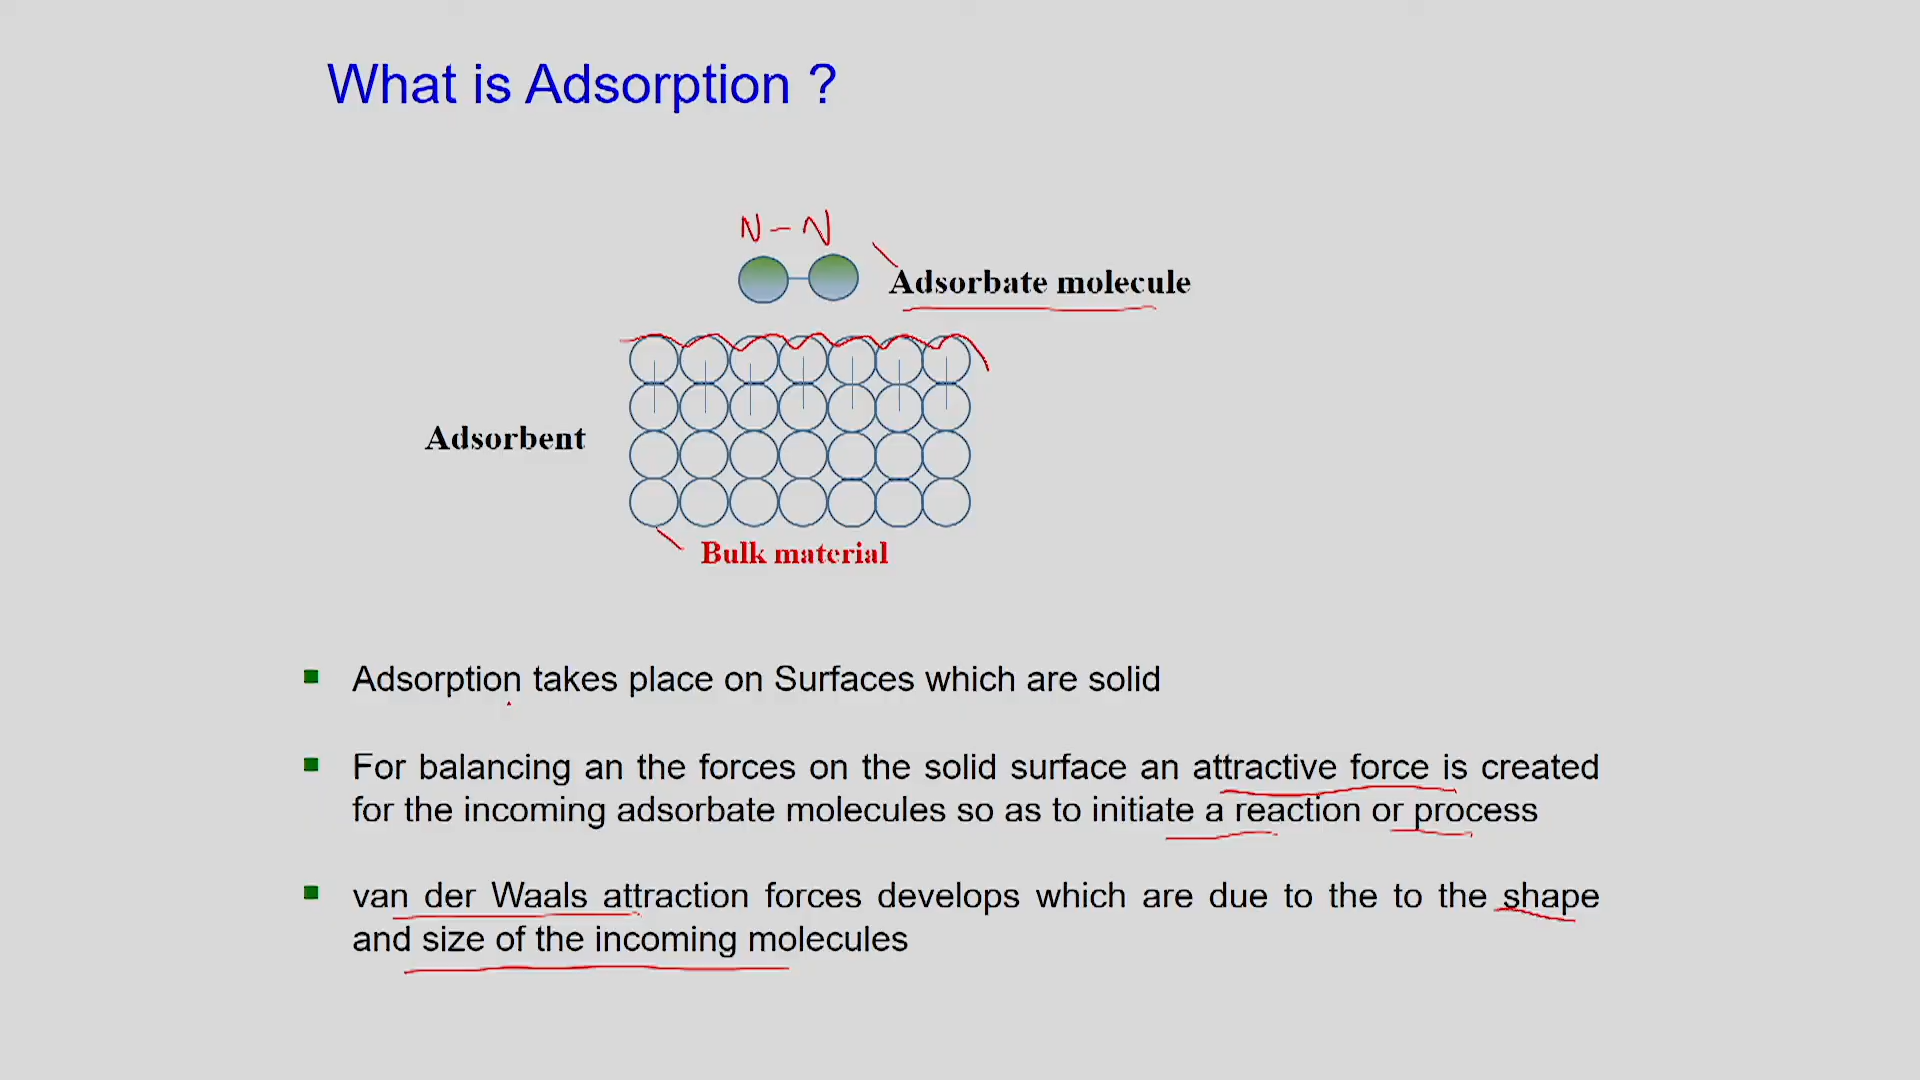 What is Adsorption ?
N - N
Adsorbate molecule
Adsorbent
Bulk material
Adsorption takes place on Surfaces which are solid
For balancing an the forces on the solid surface an attractive force is created
for the incoming adsorbate molecules so as to initiate a reaction or process
van der Waals attraction forces develops which are due to the to the shape
and size of the incoming molecules